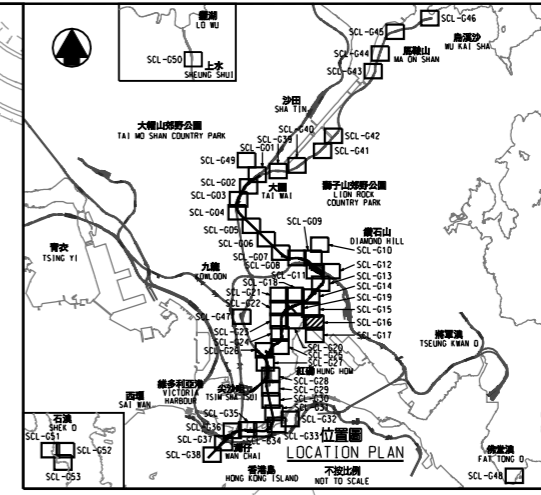 羅湖
LO WU
SCL-G50
上水
SHEUNG SHUI
SCL-G46
SCL-G45
烏溪沙
WU KAI SHA
SCL-G44
馬鞍山
MA ON SHAN
SCL-G43
沙田
SHA TIN
大帽山郊野公園
TAI MO SHAN COUNTRY PARK
SCL-G42
SCL-G40
SCL-G39
SCL-G41
SCL-G01
SCL-G49
SCL-G02
大圍
TAI WAI
獅子山郊野公園
LION ROCK
COUNTRY PARK
SCL-G03
SCL-G04
SCL-G05
SCL-G06
SCL-G07
SCL-G08
SCL-G09
鑽石山
DIAMOND HILL
SCL-G10
SCL-G11
SCL-G12
SCL-G13
SCL-G14
SCL-G18
SCL-G19
SCL-G15
SCL-G16
SCL-G17
青衣
TSING YI
九龍
KOWLOON
SCL-G21
SCL-G22
SCL-G47
SCL-G23
SCL-G24
SCL-G20
SCL-G25
SCL-G26
SCL-G27
紅磡
HUNG HOM
將軍澳
TSEUNG KWAN O
SCL-G28
SCL-G29
SCL-G30
SCL-G31
SCL-G32
尖沙咀
TSIM SHA TSUI
維多利亞港
VICTORIA
HARBOUR
西環
SAI WAN
SCL-G35
SCL-G36
SCL-G37
SCL-G34
SCL-G33
SCL-G38
灣仔
WAN CHAI
香港島
HONG KONG ISLAND
石澳
SHEK O
SCL-G51
SCL-G52
SCL-G53
佛堂澳
FAT TONG O
SCL-G48
位置圖
LOCATION PLAN
不按比例
NOT TO SCALE